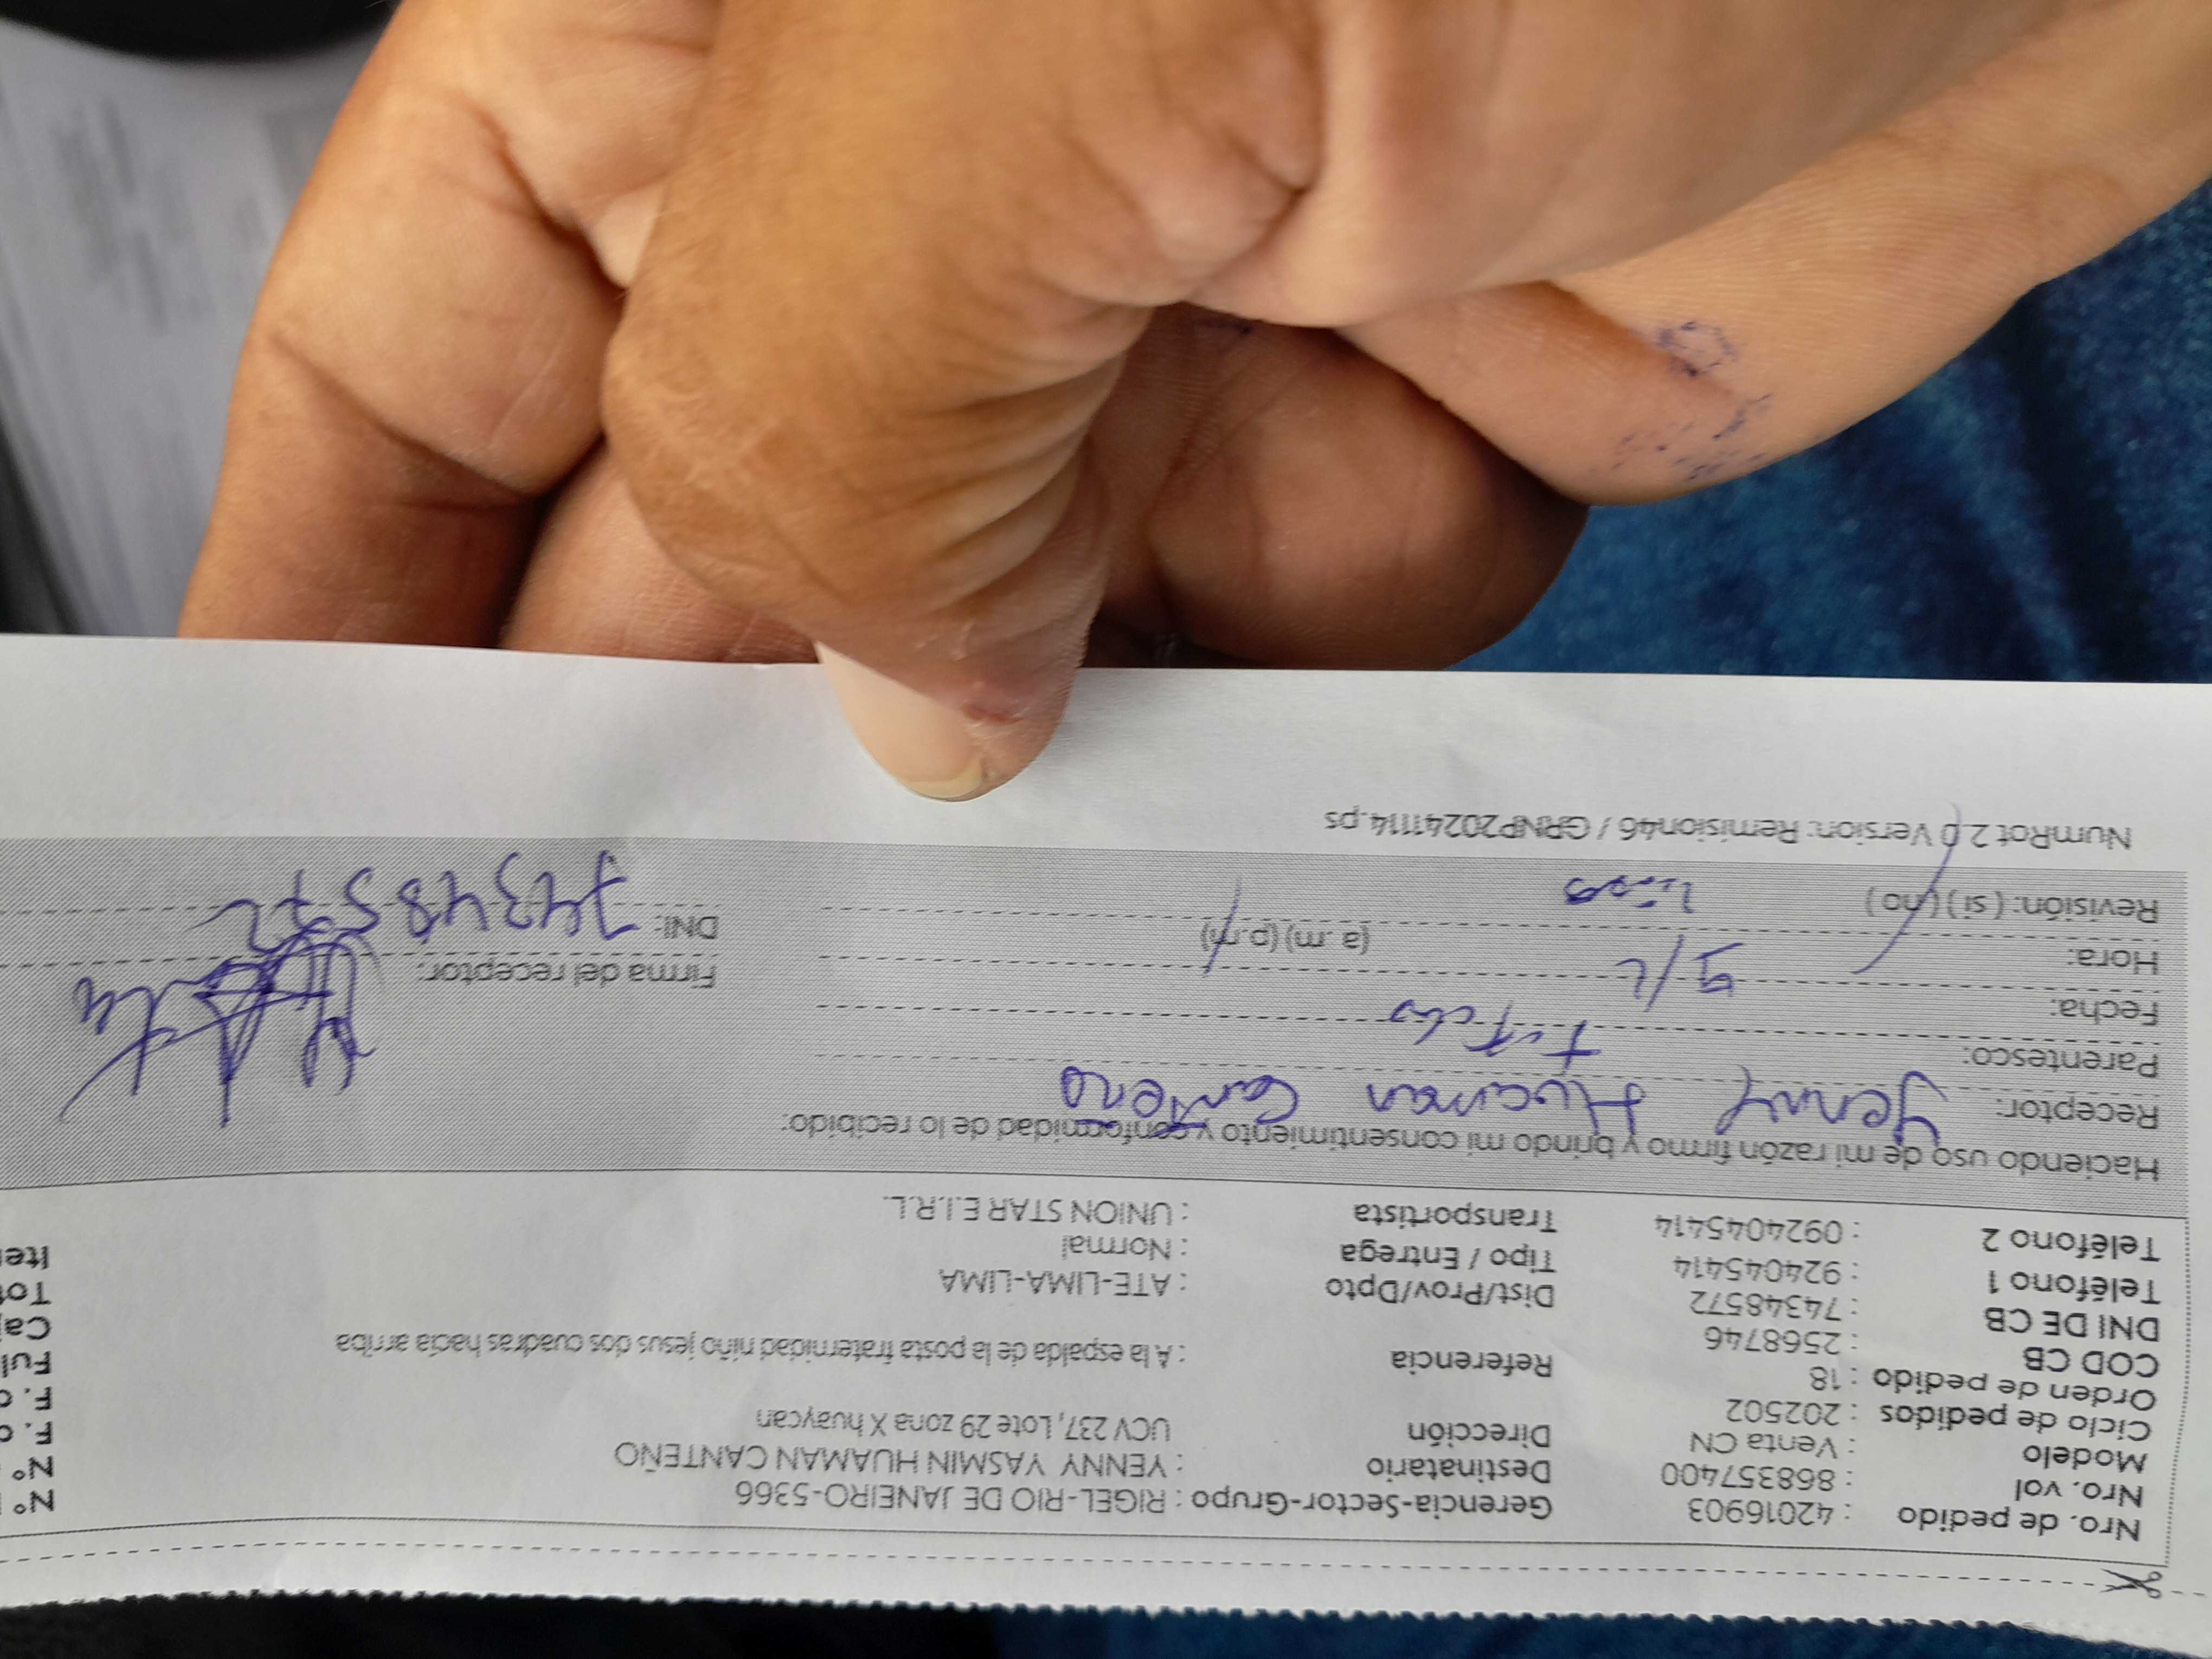 Nro. de pedido : 42016903 Gerencia-Sector-Grupo : RIGEL-RIO DE JANEIRO-5366 N°
Nro. vol : 868357400 Destinatario : YENNY YASMIN HUAMAN CANTEÑO N°
Modelo : Venta CN Dirección UCV 237, Lote 29 zona X huaycan F.
Ciclo de pedidos : 202502 F.
Orden de pedido : 18 Referencia : A la espalda de la posta fraternidad niño jesus dos cuadras hacia arriba
COD CB : 2568746
DNI DE CB : 74348572 Dist/Prov/Dpto : ATE-LIMA-LIMA
Teléfono 1 : 924045414 Tipo / Entrega : Normal
Teléfono 2 : 0924045414 Transportista : UNION STAR E.I.R.L.
Haciendo uso de mi razón firmo y brindo mi consentimiento y conformidad de lo recibido:
Receptor: Yenny Huaman Canteño
Parentesco:
Fecha: 9/2 Firma del receptor:
Hora: (a .m) (p.m) DNI: 74348572
Revisión: ( si ) ( no )
NumRot 2.0 Version: Remision46 / GRNP20241114.ps